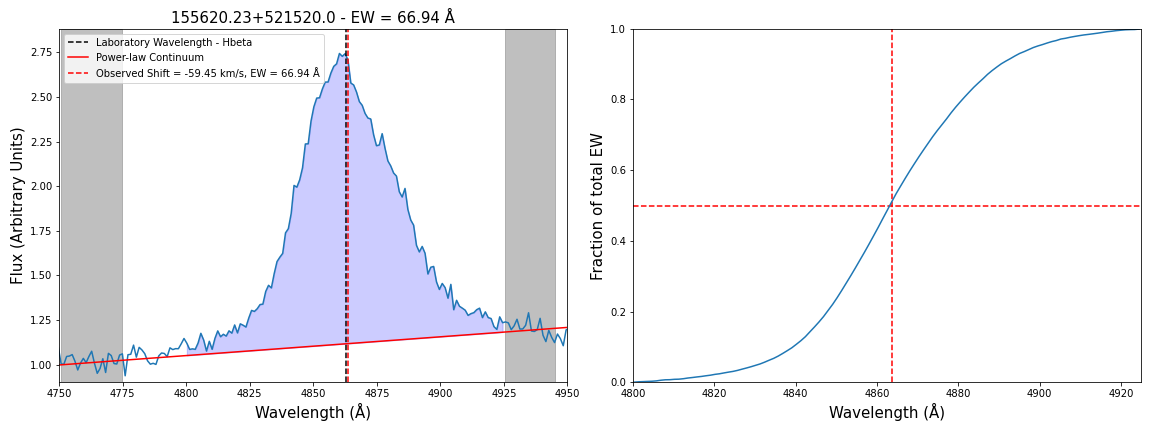 155620.23+521520.0 - EW = 66.94 Å
Laboratory Wavelength - Hbeta
Power-law Continuum
Observed Shift = -59.45 km/s, EW = 66.94 Å
Flux (Arbitrary Units)
2.75
2.50
2.25
2.00
1.75
1.50
1.25
1.00
4750 4775 4800 4825 4850 4875 4900 4925 4950
Wavelength (Å)
Fraction of total EW
1.0
0.8
0.6
0.4
0.2
0.0
4800 4820 4840 4860 4880 4900 4920
Wavelength (Å)